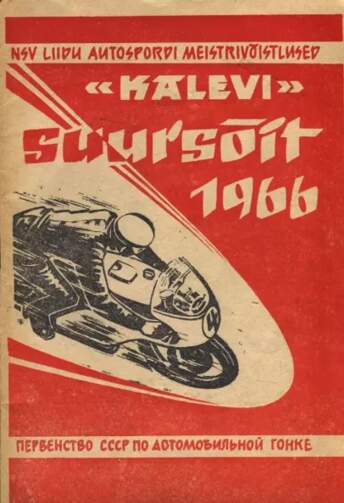 NSV LIIDU AUTOSPORDI MEISTRIVÕISTLUSED
«KALEVI»
suursõit
1966
ПЕРВЕНСТВО СССР ПО АВТОМОБИЛЬНОЙ ГОНКЕ